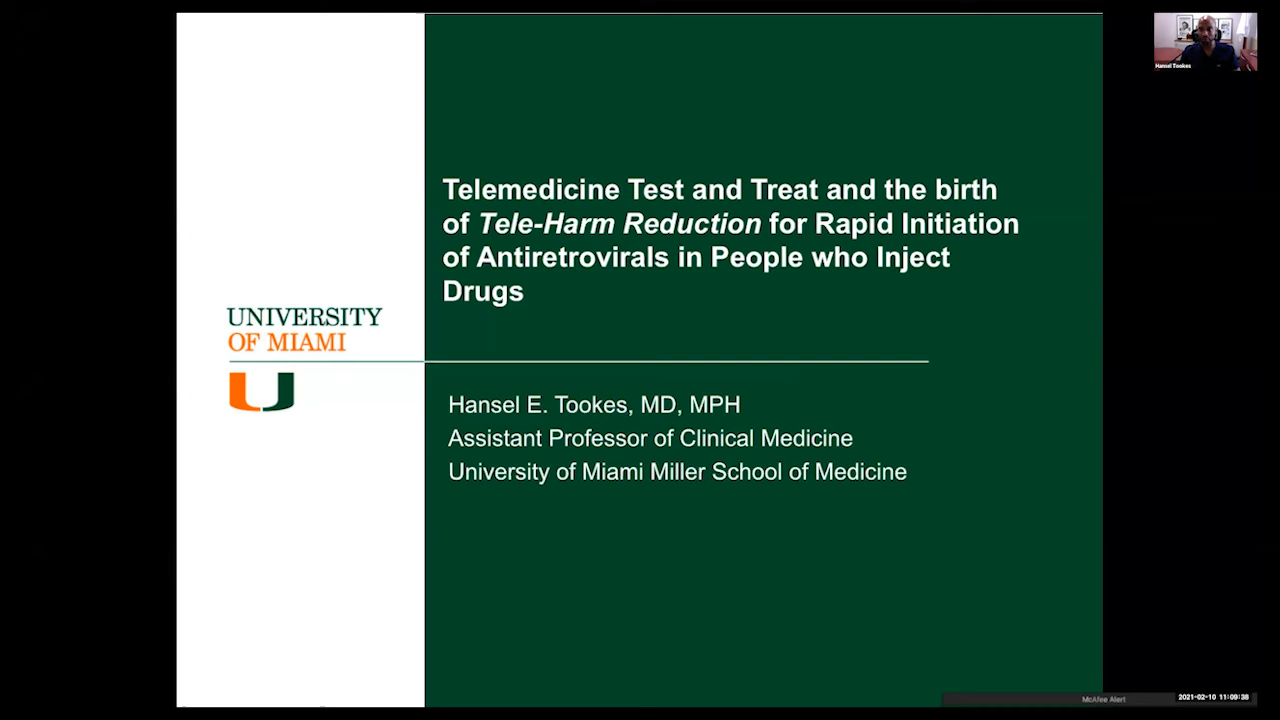 Hansel Tookes
Telemedicine Test and Treat and the birth
of Tele-Harm Reduction for Rapid Initiation
of Antiretrovirals in People who Inject
Drugs
UNIVERSITY
OF MIAMI
Hansel E. Tookes, MD, MPH
Assistant Professor of Clinical Medicine
University of Miami Miller School of Medicine
McAfee Alert
2021-02-10 11:09:38